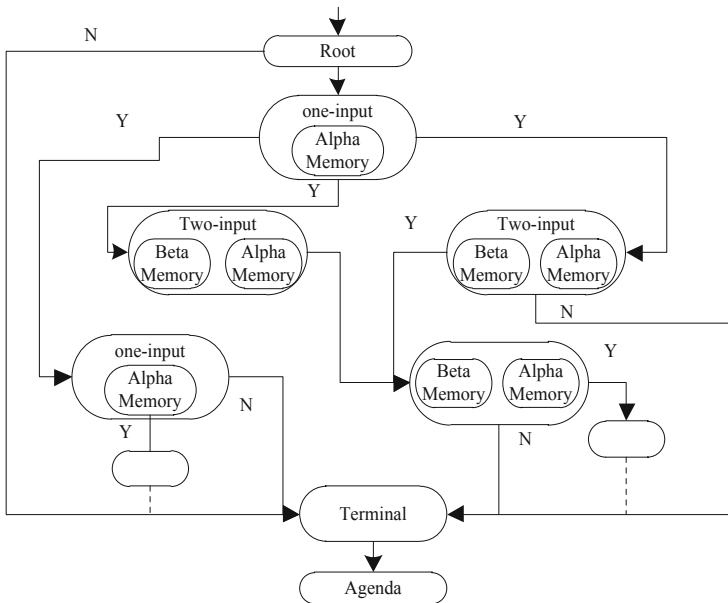 N
Root
one-input
Y
Y
Alpha
Memory
Y
Two-input
Y
Two-input
Beta
Memory
Alpha
Memory
Beta
Memory
Alpha
Memory
N
one-input
Y
Alpha
Memory
N
Beta
Memory
Alpha
Memory
Y
N
Terminal
Agenda